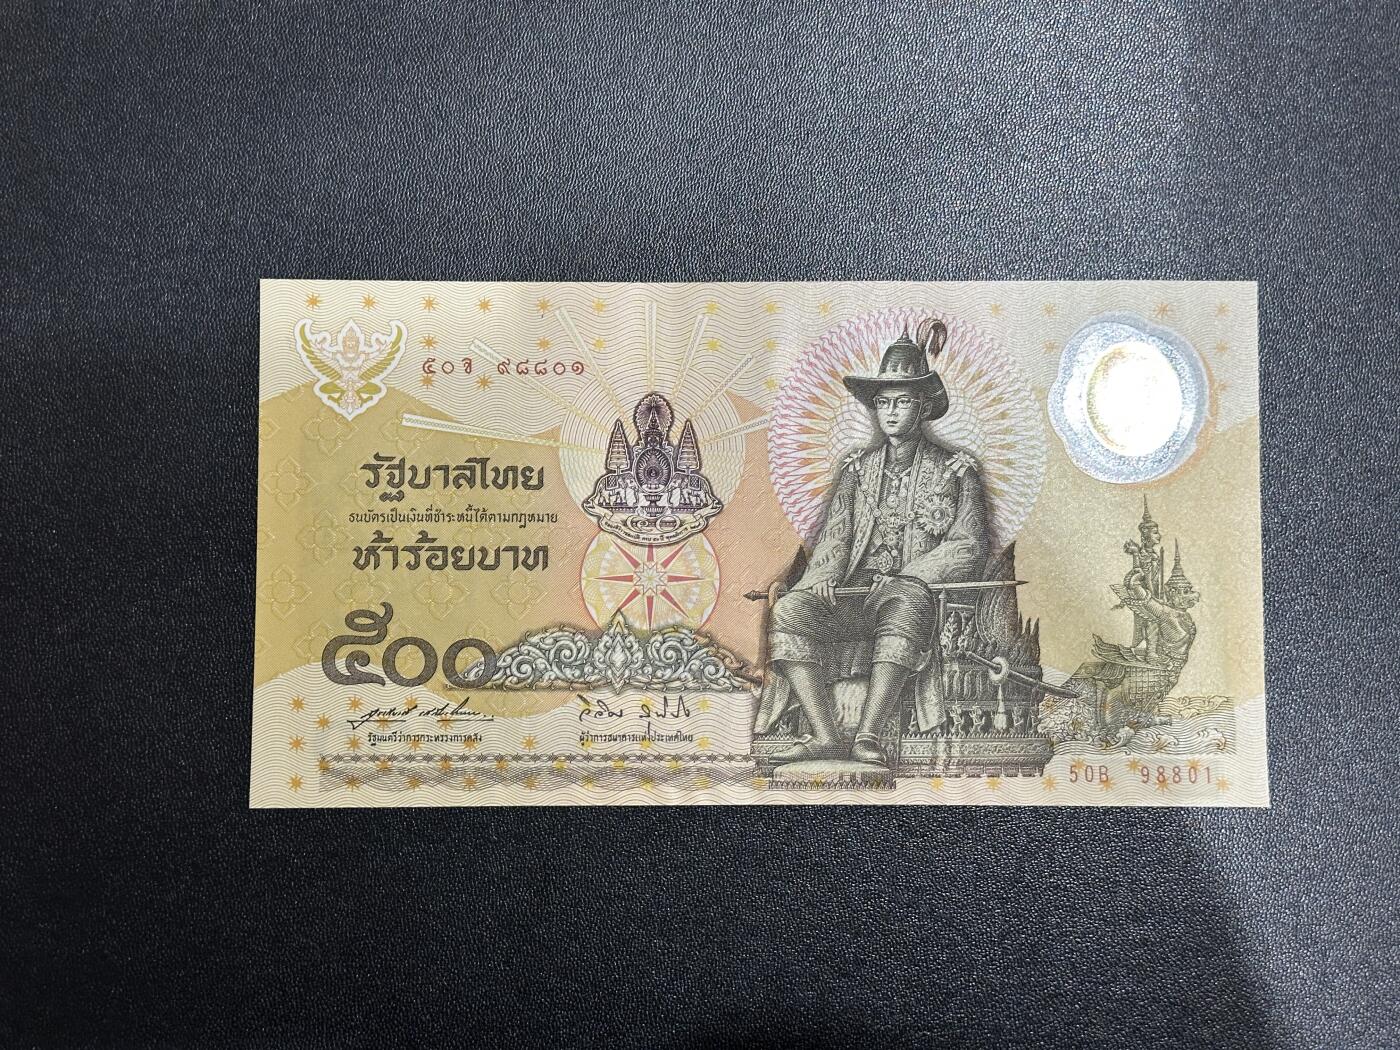 ๕๐จ ๙๘๘๐๑
รัฐบาลไทย
ธนบัตรเป็นเงินที่ชำระหนี้ได้ตามกฎหมาย
ห้าร้อยบาท
๕๐๐
รัฐมนตรีว่าการกระทรวงการคลัง
ผู้ว่าการธนาคารแห่งประเทศไทย
50B 98801